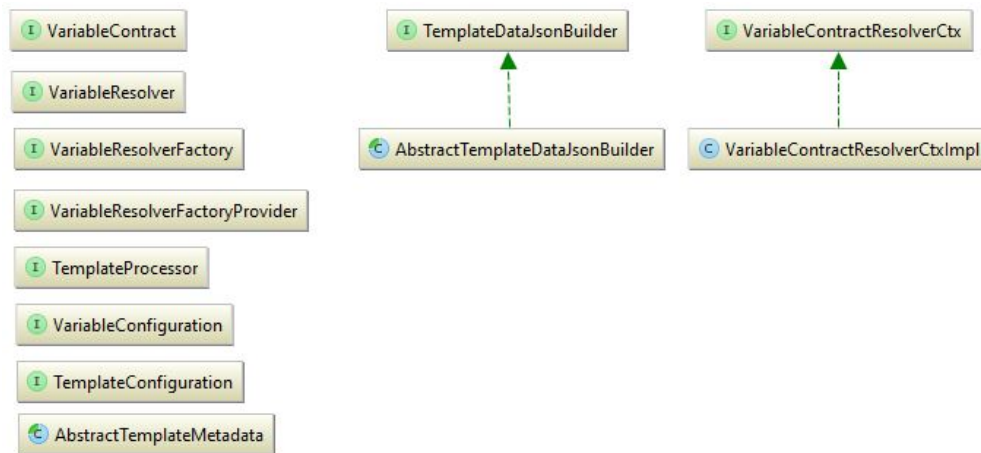 I VariableContract
I TemplateDataJsonBuilder
I VariableContractResolverCtx
I VariableResolver
I VariableResolverFactory
C AbstractTemplateDataJsonBuilder
C VariableContractResolverCtxImpl
I VariableResolverFactoryProvider
I TemplateProcessor
I VariableConfiguration
I TemplateConfiguration
C AbstractTemplateMetadata